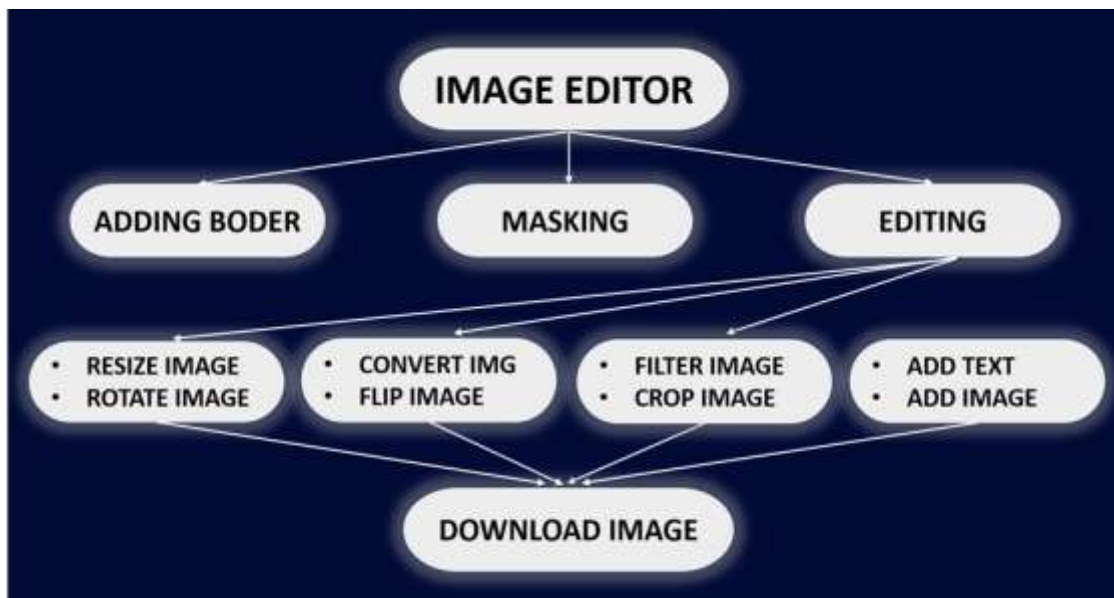 IMAGE EDITOR
ADDING BODER
MASKING
EDITING
• RESIZE IMAGE
• ROTATE IMAGE
• CONVERT IMG
• FLIP IMAGE
• FILTER IMAGE
• CROP IMAGE
• ADD TEXT
• ADD IMAGE
DOWNLOAD IMAGE